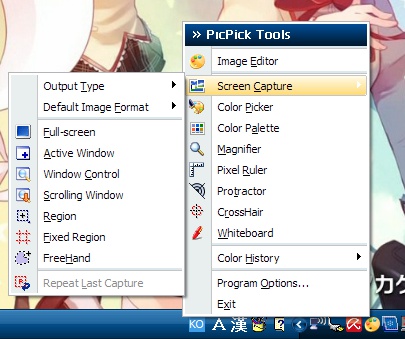 » PicPick Tools
Image Editor
Screen Capture
Color Picker
Color Palette
Magnifier
Pixel Ruler
Protractor
CrossHair
Whiteboard
Color History
Program Options...
Exit
Output Type
Default Image Format
Full-screen
Active Window
Window Control
Scrolling Window
Region
Fixed Region
FreeHand
Repeat Last Capture
カク
KO A 漢 ?